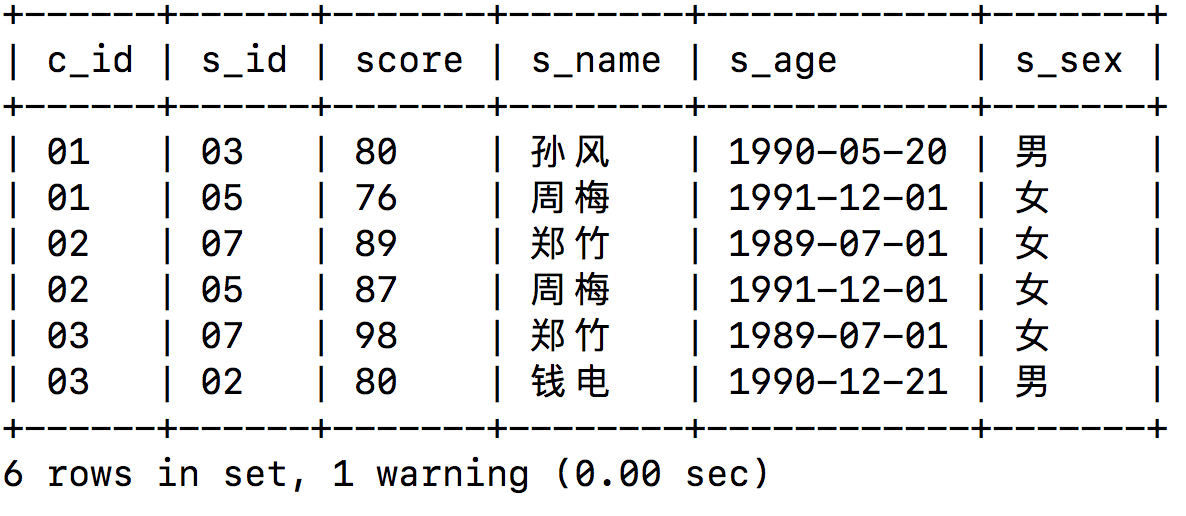 +------+------+-------+--------+------------+-------+
| c_id | s_id | score | s_name | s_age      | s_sex |
+------+------+-------+--------+------------+-------+
| 01   | 03   | 80    | 孙风   | 1990-05-20 | 男    |
| 01   | 05   | 76    | 周梅   | 1991-12-01 | 女    |
| 02   | 07   | 89    | 郑竹   | 1989-07-01 | 女    |
| 02   | 05   | 87    | 周梅   | 1991-12-01 | 女    |
| 03   | 07   | 98    | 郑竹   | 1989-07-01 | 女    |
| 03   | 02   | 80    | 钱电   | 1990-12-21 | 男    |
+------+------+-------+--------+------------+-------+
6 rows in set, 1 warning (0.00 sec)